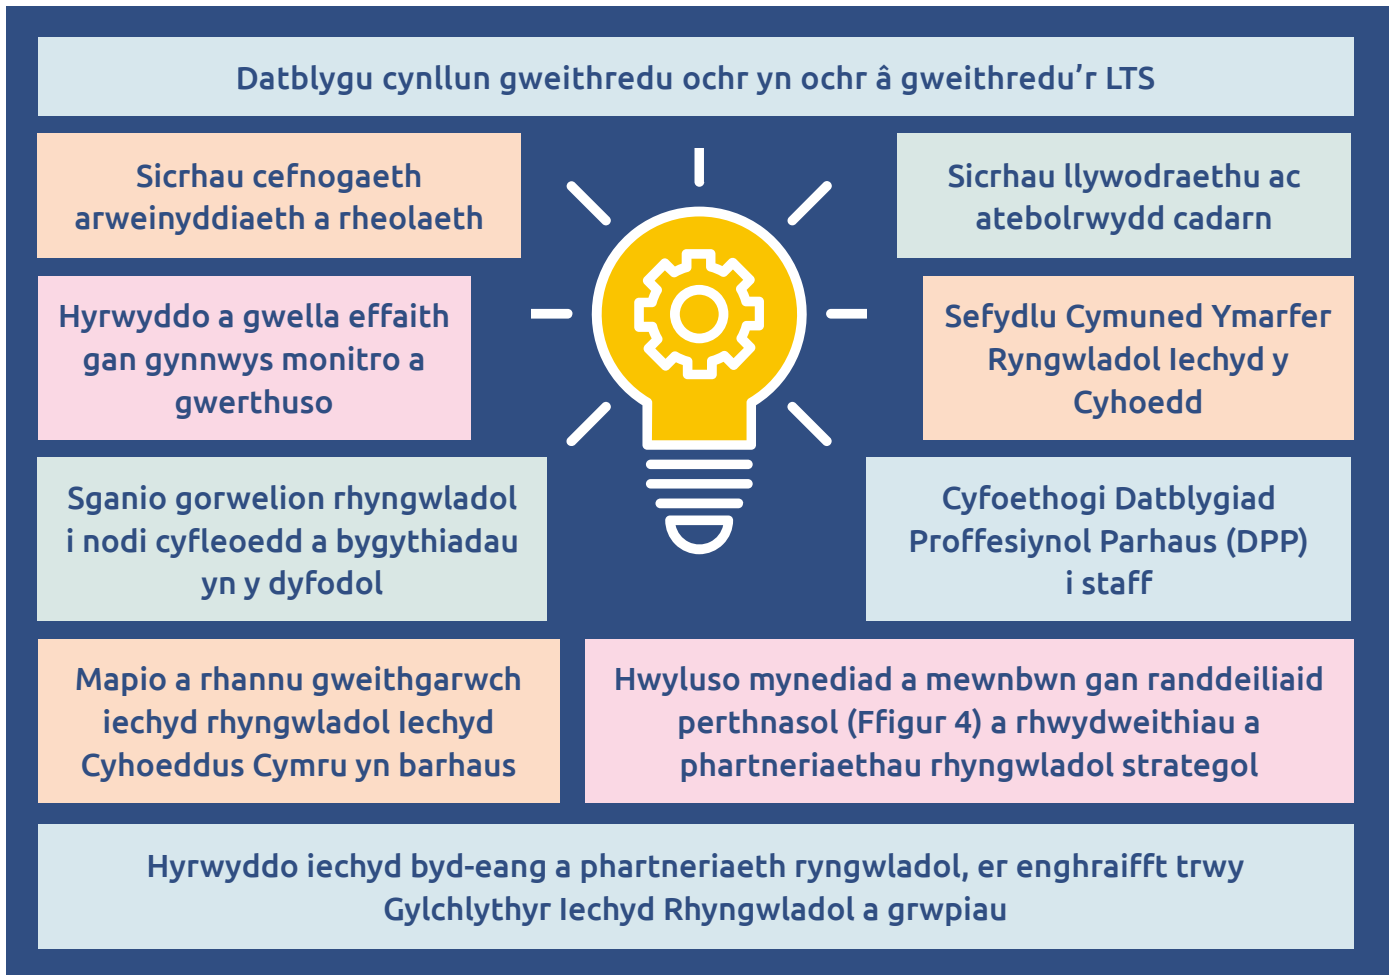 Datblygu cynllun gweithredu ochr yn ochr â gweithredu’r LTS
Sicrhau cefnogaeth
arweinyddiaeth a rheolaeth
Sicrhau llywodraethu ac
atebolrwydd cadarn
Hyrwyddo a gwella effaith
gan gynnwys monitro a
gwerthuso
Sefydlu Cymuned Ymarfer
Ryngwladol Iechyd y
Cyhoedd
Sganio gorwelion rhyngwladol
i nodi cyfleoedd a bygythiadau
yn y dyfodol
Cyfoethogi Datblygiad
Proffesiynol Parhaus (DPP)
i staff
Mapio a rhannu gweithgarwch
iechyd rhyngwladol Iechyd
Cyhoeddus Cymru yn barhaus
Hwyluso mynediad a mewnbwn gan randdeiliaid
perthnasol (Ffigur 4) a rhwydweithiau a
phartneriaethau rhyngwladol strategol
Hyrwyddo iechyd byd-eang a phartneriaeth ryngwladol, er enghraifft trwy
Gylchlythyr Iechyd Rhyngwladol a grwpiau